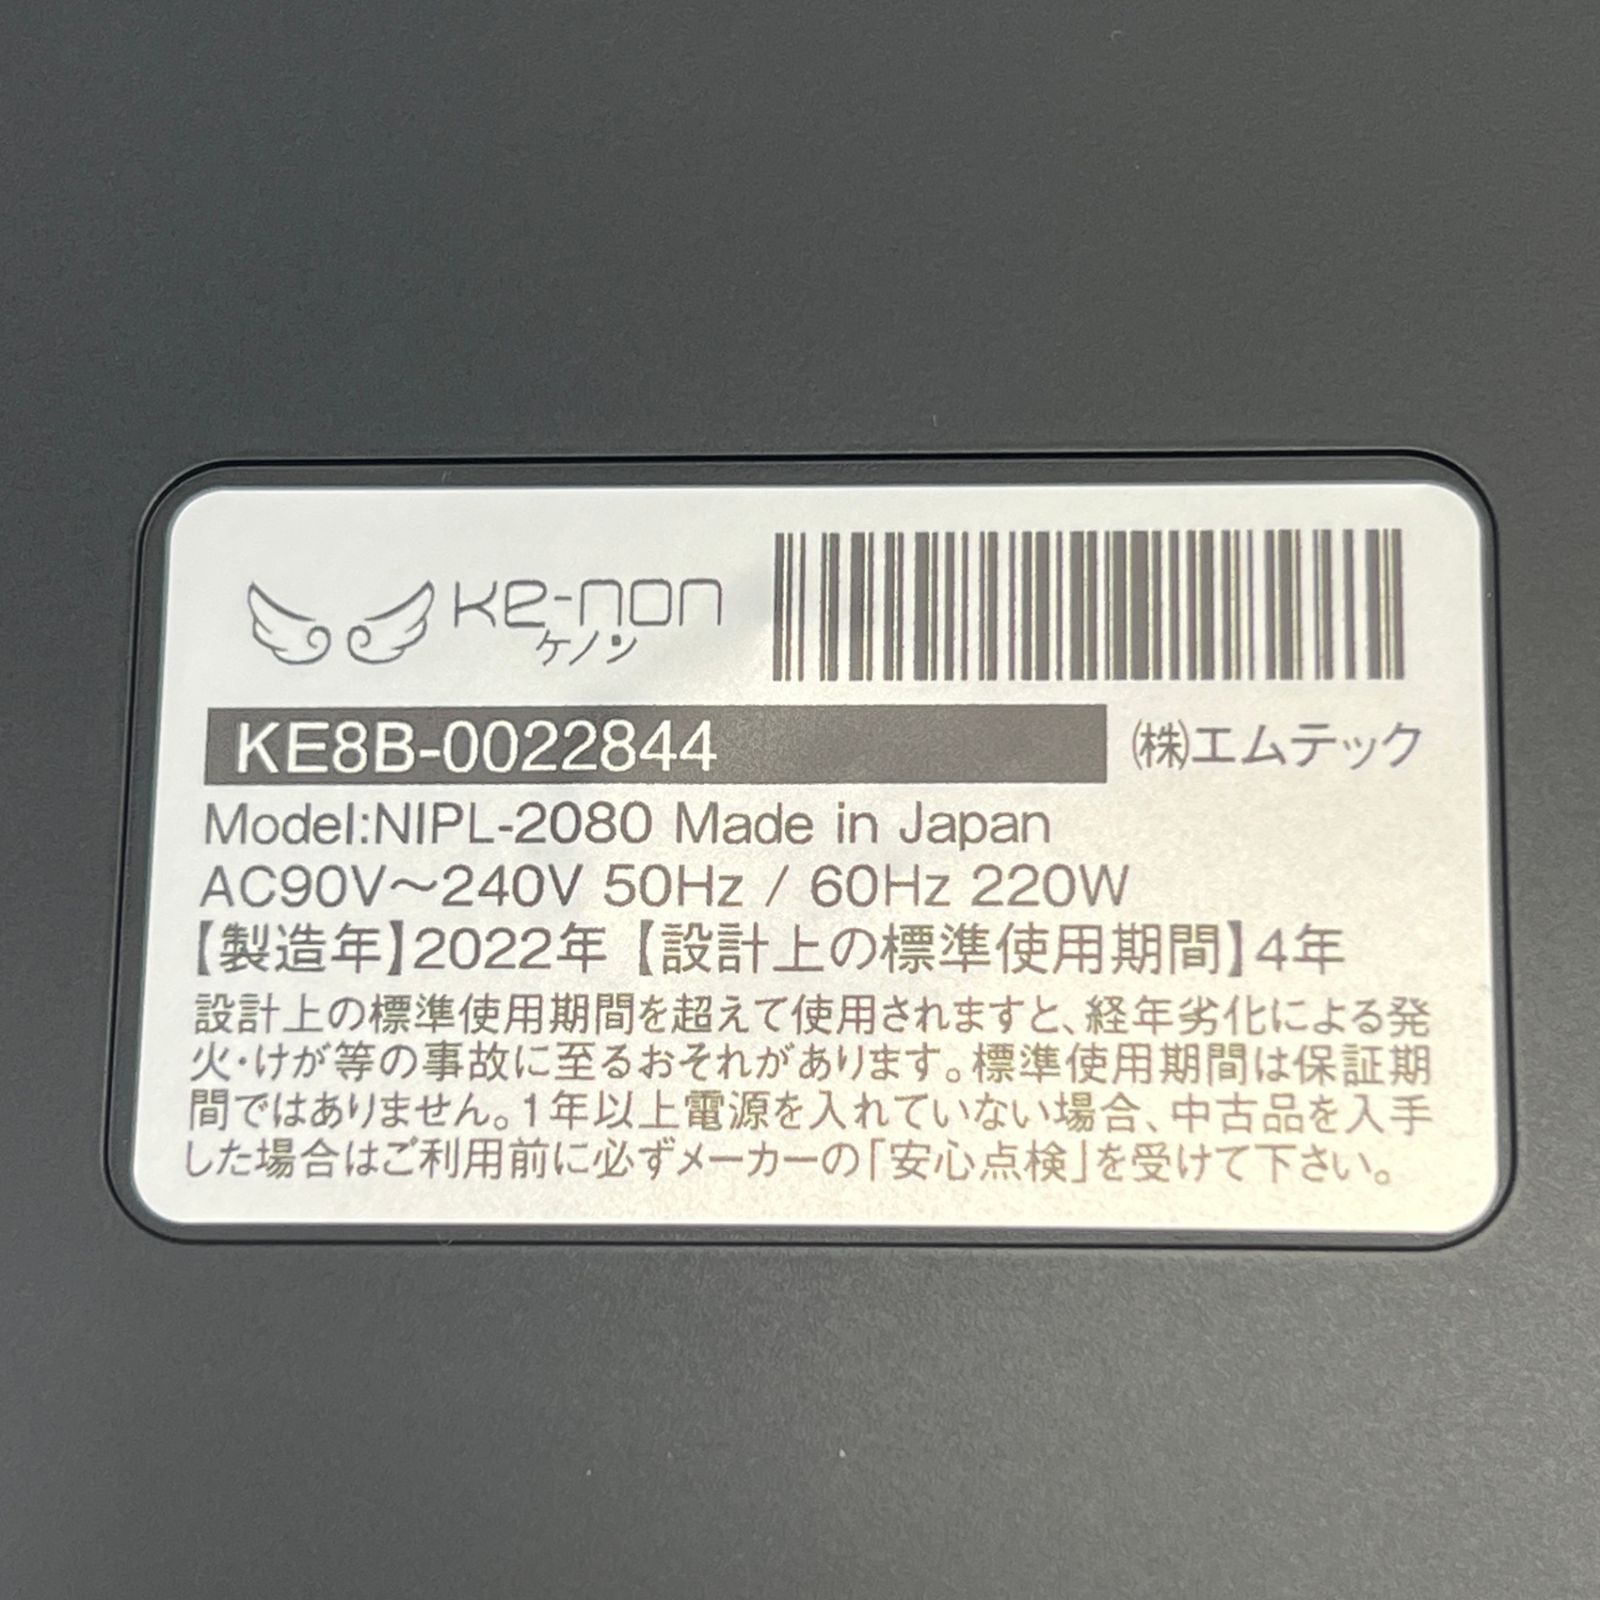 Ke-non
ケノン
KE8B-0022844
㈱エムテック
Model:NIPL-2080 Made in Japan
AC90V～240V 50Hz / 60Hz 220W
【製造年】2022年【設計上の標準使用期間】4年
設計上の標準使用期間を超えて使用されますと、経年劣化による発
火・けが等の事故に至るおそれがあります。標準使用期間は保証期
間ではありません。1年以上電源を入れていない場合、中古品を入手
した場合はご利用前に必ずメーカーの「安心点検」を受けて下さい。